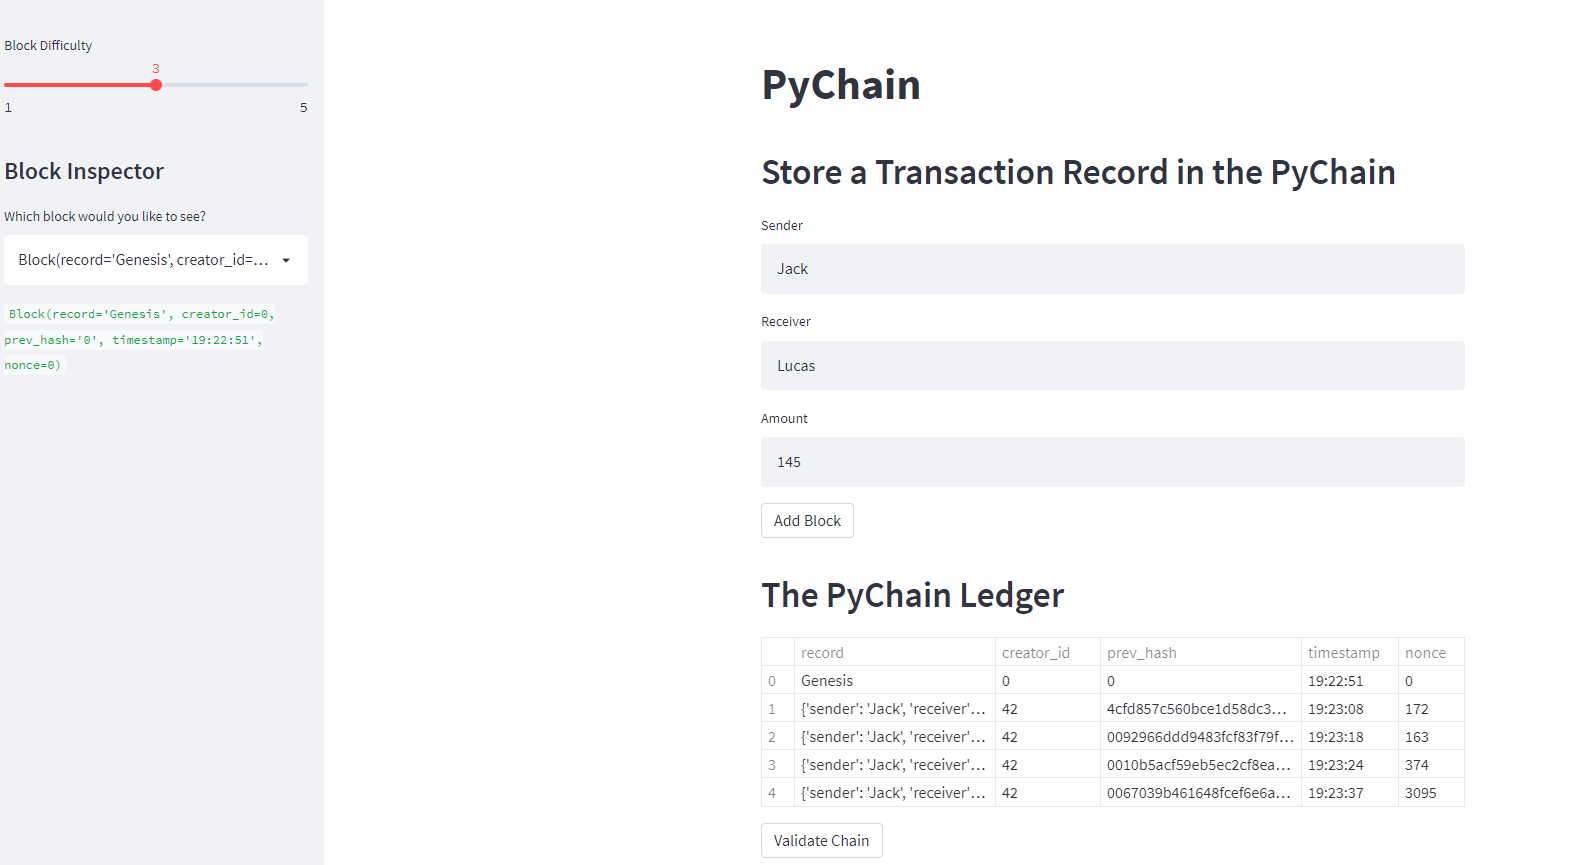 Block Difficulty
3
1 5
Block Inspector
Which block would you like to see?
Block(record='Genesis', creator_id=...
Block(record='Genesis', creator_id=0,
prev_hash='0', timestamp='19:22:51',
nonce=0)
PyChain
Store a Transaction Record in the PyChain
Sender
Jack
Receiver
Lucas
Amount
145
Add Block
The PyChain Ledger
record creator_id prev_hash timestamp nonce
0 Genesis 0 0 19:22:51 0
1 {'sender': 'Jack', 'receiver'... 42 4cfd857c560bce1d58dc3... 19:23:08 172
2 {'sender': 'Jack', 'receiver'... 42 0092966ddd9483fcf83f79f... 19:23:18 163
3 {'sender': 'Jack', 'receiver'... 42 0010b5acf59eb5ec2cf8ea... 19:23:24 374
4 {'sender': 'Jack', 'receiver'... 42 0067039b461648fcef6e6a... 19:23:37 3095
Validate Chain